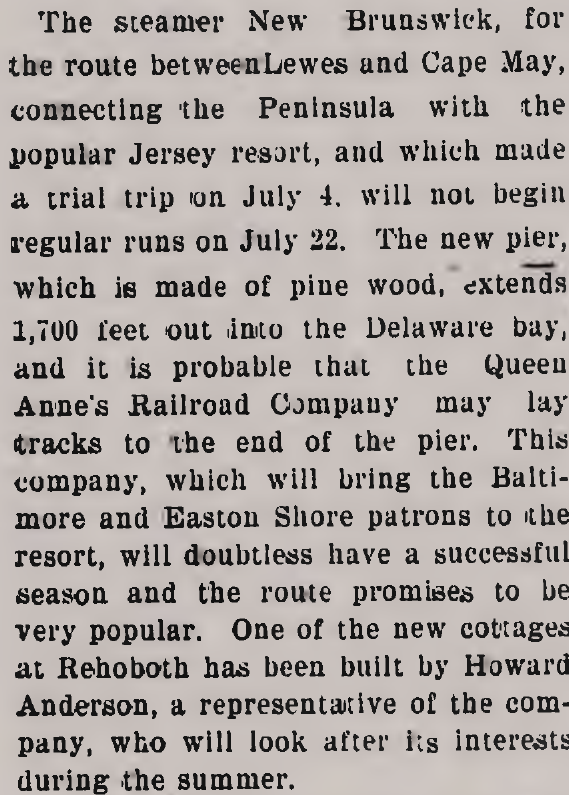 The steamer New Brunswick, for
the route betweenLewes and Cape May,
connecting the Peninsula with the
popular Jersey resort, and which made
a trial trip on July 4. will not begin
regular runs on July 22. The new pier,
which is made of pine wood, extends
1,700 feet out into the Delaware bay,
and it is probable that the Queen
Anne's Railroad Company may lay
tracks to the end of the pier. This
company, which will bring the Balti-
more and Easton Shore patrons to the
resort, will doubtless have a successful
season and the route promises to be
very popular. One of the new cottages
at Rehoboth has been built by Howard
Anderson, a representative of the com-
pany, who will look after its interests
during the summer.